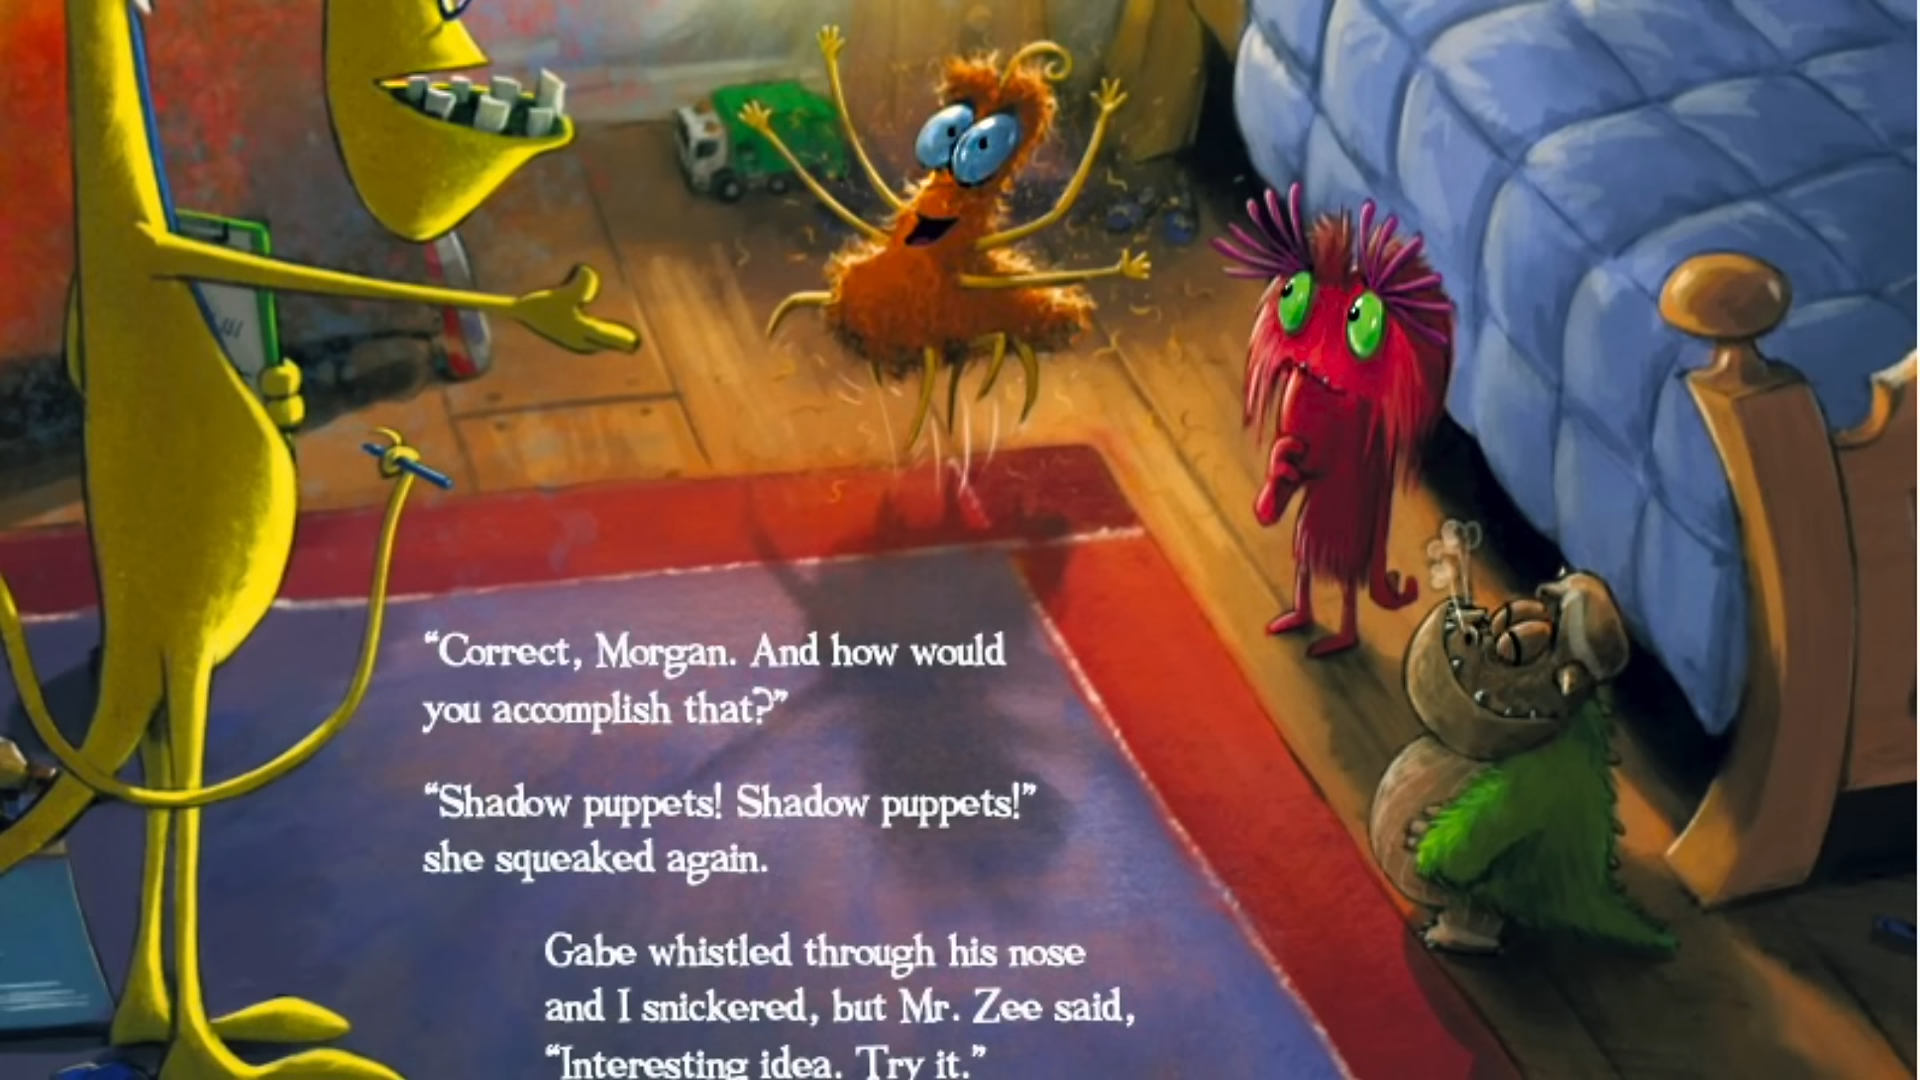 “Correct, Morgan. And how would
you accomplish that?”
“Shadow puppets! Shadow puppets!”
she squeaked again.
Gabe whistled through his nose
and I snickered, but Mr. Zee said,
“Interesting idea. Try it.”